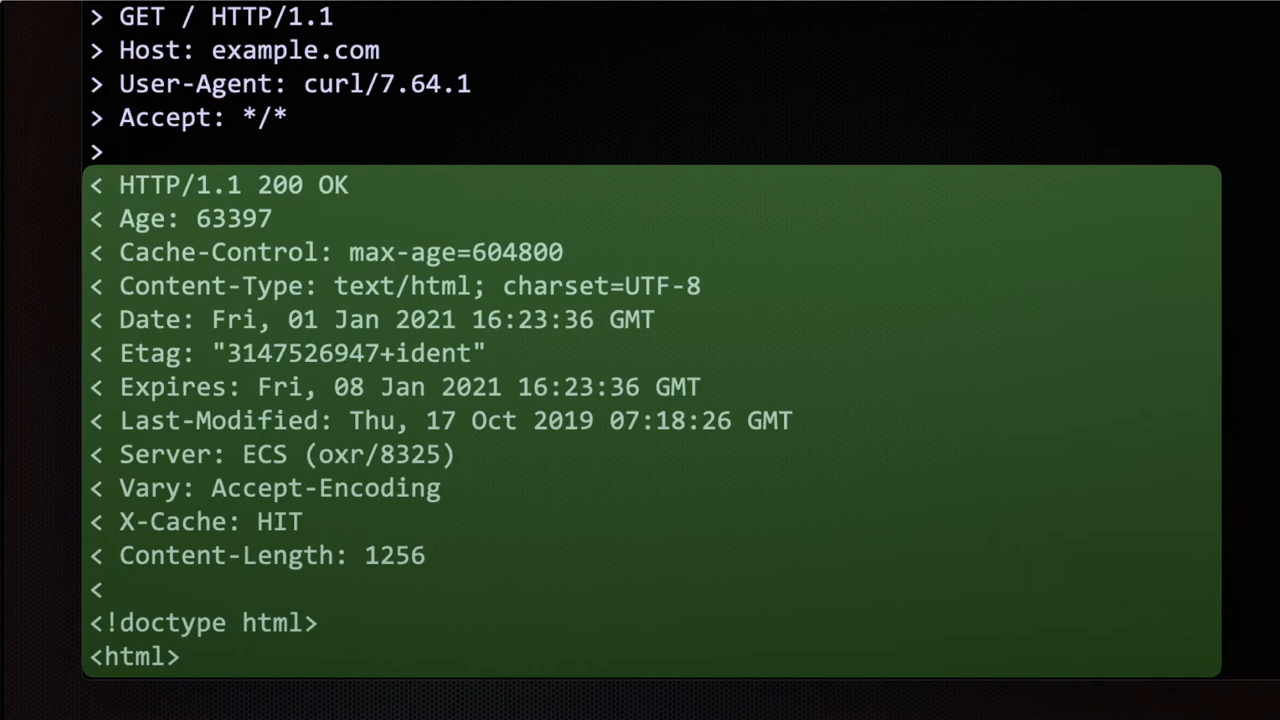 > GET / HTTP/1.1
> Host: example.com
> User-Agent: curl/7.64.1
> Accept: */*
>
< HTTP/1.1 200 OK
< Age: 63397
< Cache-Control: max-age=604800
< Content-Type: text/html; charset=UTF-8
< Date: Fri, 01 Jan 2021 16:23:36 GMT
< Etag: "3147526947+ident"
< Expires: Fri, 08 Jan 2021 16:23:36 GMT
< Last-Modified: Thu, 17 Oct 2019 07:18:26 GMT
< Server: ECS (oxr/8325)
< Vary: Accept-Encoding
< X-Cache: HIT
< Content-Length: 1256
<
<!doctype html>
<html>